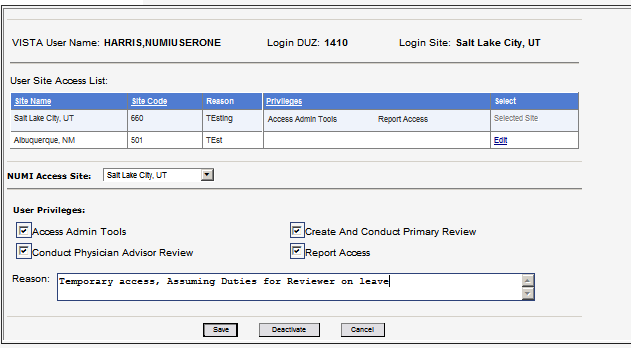 VISTA User Name: HARRIS,NUMIUSERONE Login DUZ: 1410 Login Site: Salt Lake City, UT
User Site Access List:
Site Name Site Code Reason Privileges Select
Salt Lake City, UT 660 TEsting Access Admin Tools Report Access Selected Site
Albuquerque, NM 501 TEst Edit
NUMI Access Site: Salt Lake City, UT
User Privileges:
Access Admin Tools Create And Conduct Primary Review
Conduct Physician Advisor Review Report Access
Reason: Temporary access, Assuming Duties for Reviewer on leave
Save Deactivate Cancel